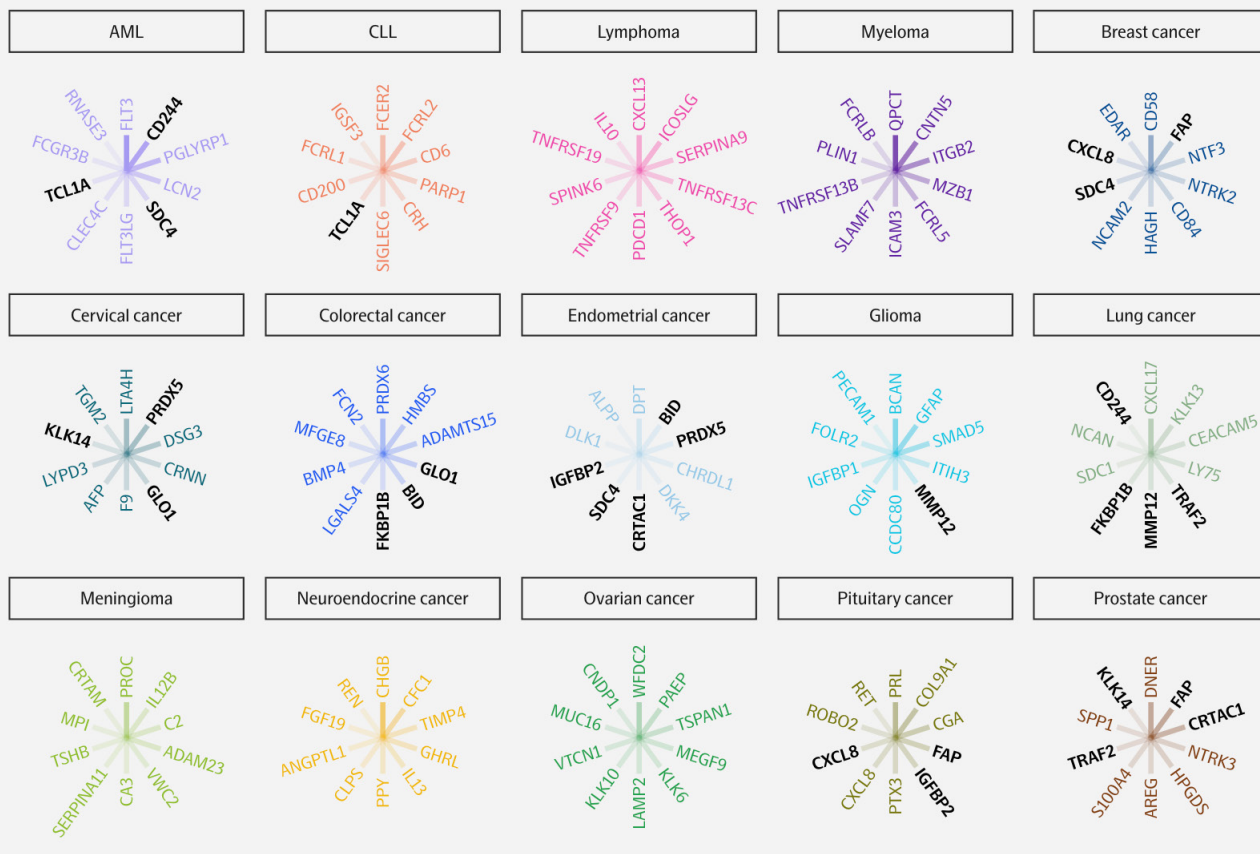 AML
CLL
Lymphoma
Myeloma
Breast cancer
FLT3
CD244
PGLYRP1
LCN2
SDC4
FLT3LG
CLEC4C
TCL1A
FCGR3B
RNASE3
FCER2
FCRL2
CD6
PARP1
CRH
SIGLEC6
TCL1A
CD200
FCRL1
IGSF3
CXCL13
ICOSLG
SERPINA9
TNFRSF13C
THOP1
PDCD1
TNFRSF9
SPINK6
TNFRSF19
IL10
QPCT
CNTN5
ITGB2
MZB1
FCRL5
ICAM3
SLAMF7
TNFRSF13B
PLIN1
FCRLB
CD58
FAP
NTF3
NTRK2
CD84
HAGH
NCAM2
SDC4
CXCL8
EDAR
Cervical cancer
Colorectal cancer
Endometrial cancer
Glioma
Lung cancer
LTA4H
PRDX5
DSG3
CRNN
GLO1
F9
AFP
LYPD3
KLK14
TGM2
PRDX6
HMBS
ADAMTS15
GLO1
BID
FKBP1B
LGALS4
BMP4
MFGE8
FCN2
DPT
BID
PRDX5
CHRDL1
DKK4
CRTAC1
SDC4
IGFBP2
DLK1
ALPP
BCAN
GFAP
SMAD5
ITIH3
MMP12
CCDC80
OGN
IGFBP1
FOLR2
PECAM1
CXCL17
KLK13
CEACAM5
LY75
TRAF2
MMP12
FKBP1B
SDC1
NCAN
CD244
Meningioma
Neuroendocrine cancer
Ovarian cancer
Pituitary cancer
Prostate cancer
PROC
IL12B
C2
ADAM23
VWC2
CA3
SERPINA11
TSHB
MPI
CRTAM
CHGB
CFC1
TIMP4
GHRL
IL13
PPY
CLPS
ANGPTL1
FGF19
REN
WFDC2
PAEP
TSPAN1
MEGF9
KLK6
LAMP2
KLK10
VTCN1
MUC16
CNDP1
PRL
COL9A1
CGA
FAP
IGFBP2
PTX3
CXCL8
CXCL8
ROBO2
RET
DNER
FAP
CRTAC1
NTRK3
HPGDS
AREG
S100A4
TRAF2
SPP1
KLK14